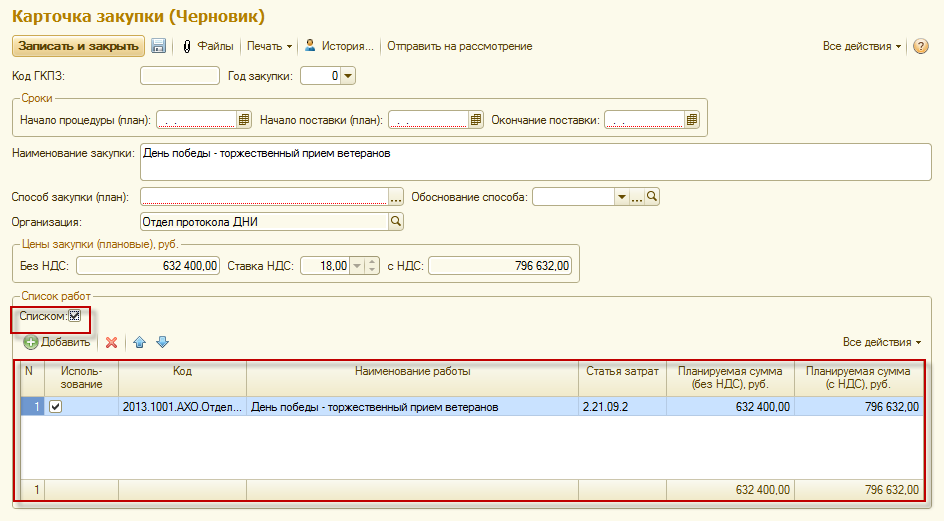 Карточка закупки (Черновик)
Записать и закрыть Файлы Печать История... Отправить на рассмотрение Все действия ?
Код ГКПЗ: Год закупки: 0
Сроки
Начало процедуры (план): . . Начало поставки (план): . . Окончание поставки: . .
Наименование закупки: День победы - торжественный прием ветеранов
Способ закупки (план): ... Обоснование способа: ...
Организация: Отдел протокола ДНИ
Цены закупки (плановые), руб.
Без НДС: 632 400,00 Ставка НДС: 18,00 с НДС: 796 632,00
Список работ
Списком:
Добавить Все действия
N Исполь- Код Наименование работы Статья затрат Планируемая сумма Планируемая сумма
зование (без НДС), руб. (с НДС), руб.
1 2013.1001.АХО.Отдел... День победы - торжественный прием ветеранов 2.21.09.2 632 400,00 796 632,00
1 632 400,00 796 632,00